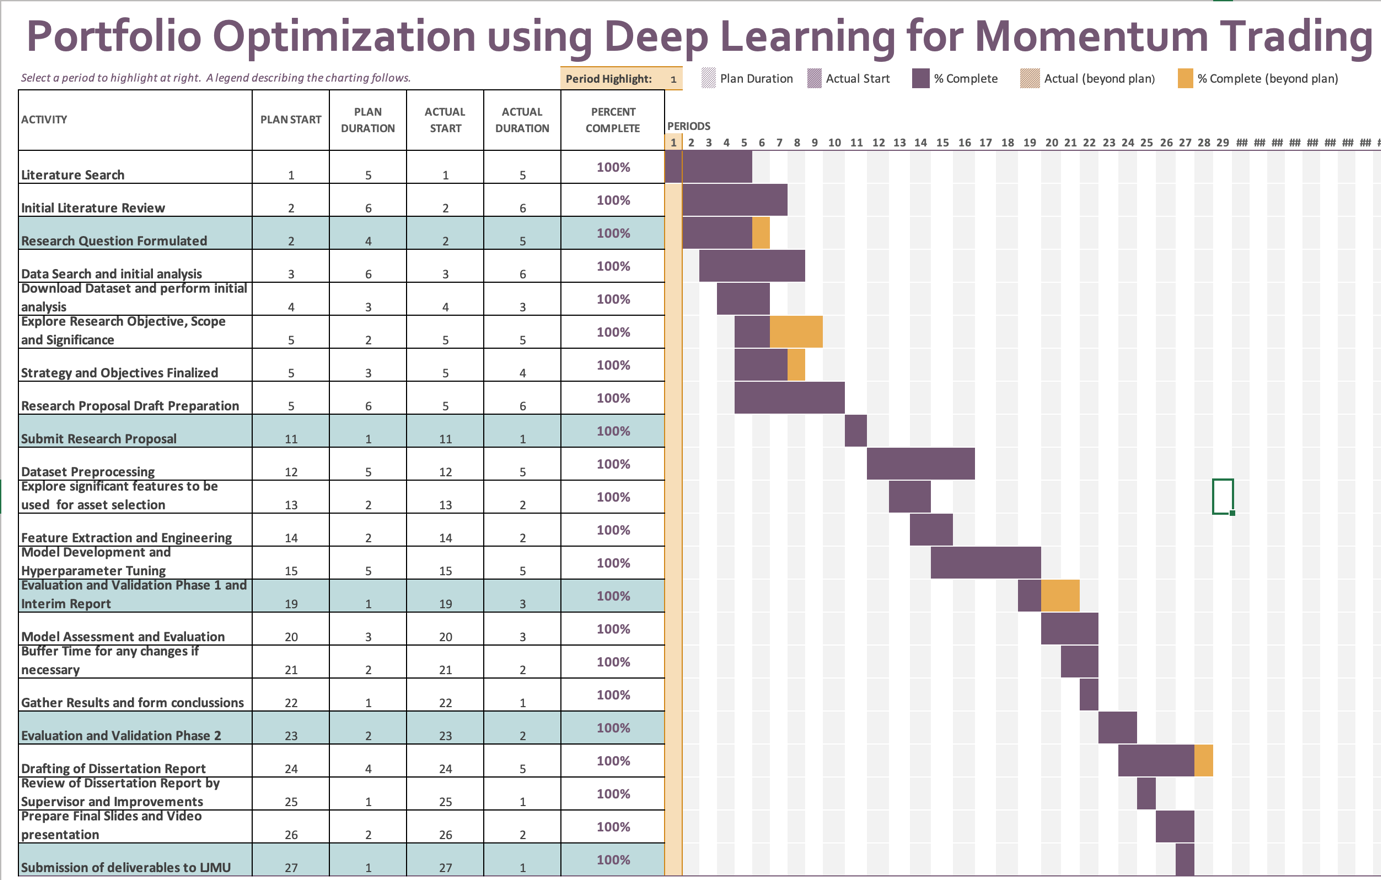 Portfolio Optimization using Deep Learning for Momentum Trading
Select a period to highlight at right. A legend describing the charting follows.
Period Highlight: 1
Plan Duration
Actual Start
% Complete
Actual (beyond plan)
% Complete (beyond plan)
ACTIVITY
PLAN START
PLAN
DURATION
ACTUAL
START
ACTUAL
DURATION
PERCENT
COMPLETE
PERIODS
1 2 3 4 5 6 7 8 9 10 11 12 13 14 15 16 17 18 19 20 21 22 23 24 25 26 27 28 29 ## ## ## ## ## ## ## ##
Literature Search 1 5 1 5 100%
Initial Literature Review 2 6 2 6 100%
Research Question Formulated 2 4 2 5 100%
Data Search and initial analysis 3 6 3 6 100%
Download Dataset and perform initial
analysis 4 3 4 3 100%
Explore Research Objective, Scope
and Significance 5 2 5 5 100%
Strategy and Objectives Finalized 5 3 5 4 100%
Research Proposal Draft Preparation 5 6 5 6 100%
Submit Research Proposal 11 1 11 1 100%
Dataset Preprocessing 12 5 12 5 100%
Explore significant features to be
used for asset selection 13 2 13 2 100%
Feature Extraction and Engineering 14 2 14 2 100%
Model Development and
Hyperparameter Tuning 15 5 15 5 100%
Evaluation and Validation Phase 1 and
Interim Report 19 1 19 3 100%
Model Assessment and Evaluation 20 3 20 3 100%
Buffer Time for any changes if
necessary 21 2 21 2 100%
Gather Results and form conclussions 22 1 22 1 100%
Evaluation and Validation Phase 2 23 2 23 2 100%
Drafting of Dissertation Report 24 4 24 5 100%
Review of Dissertation Report by
Supervisor and Improvements 25 1 25 1 100%
Prepare Final Slides and Video
presentation 26 2 26 2 100%
Submission of deliverables to LJMU 27 1 27 1 100%